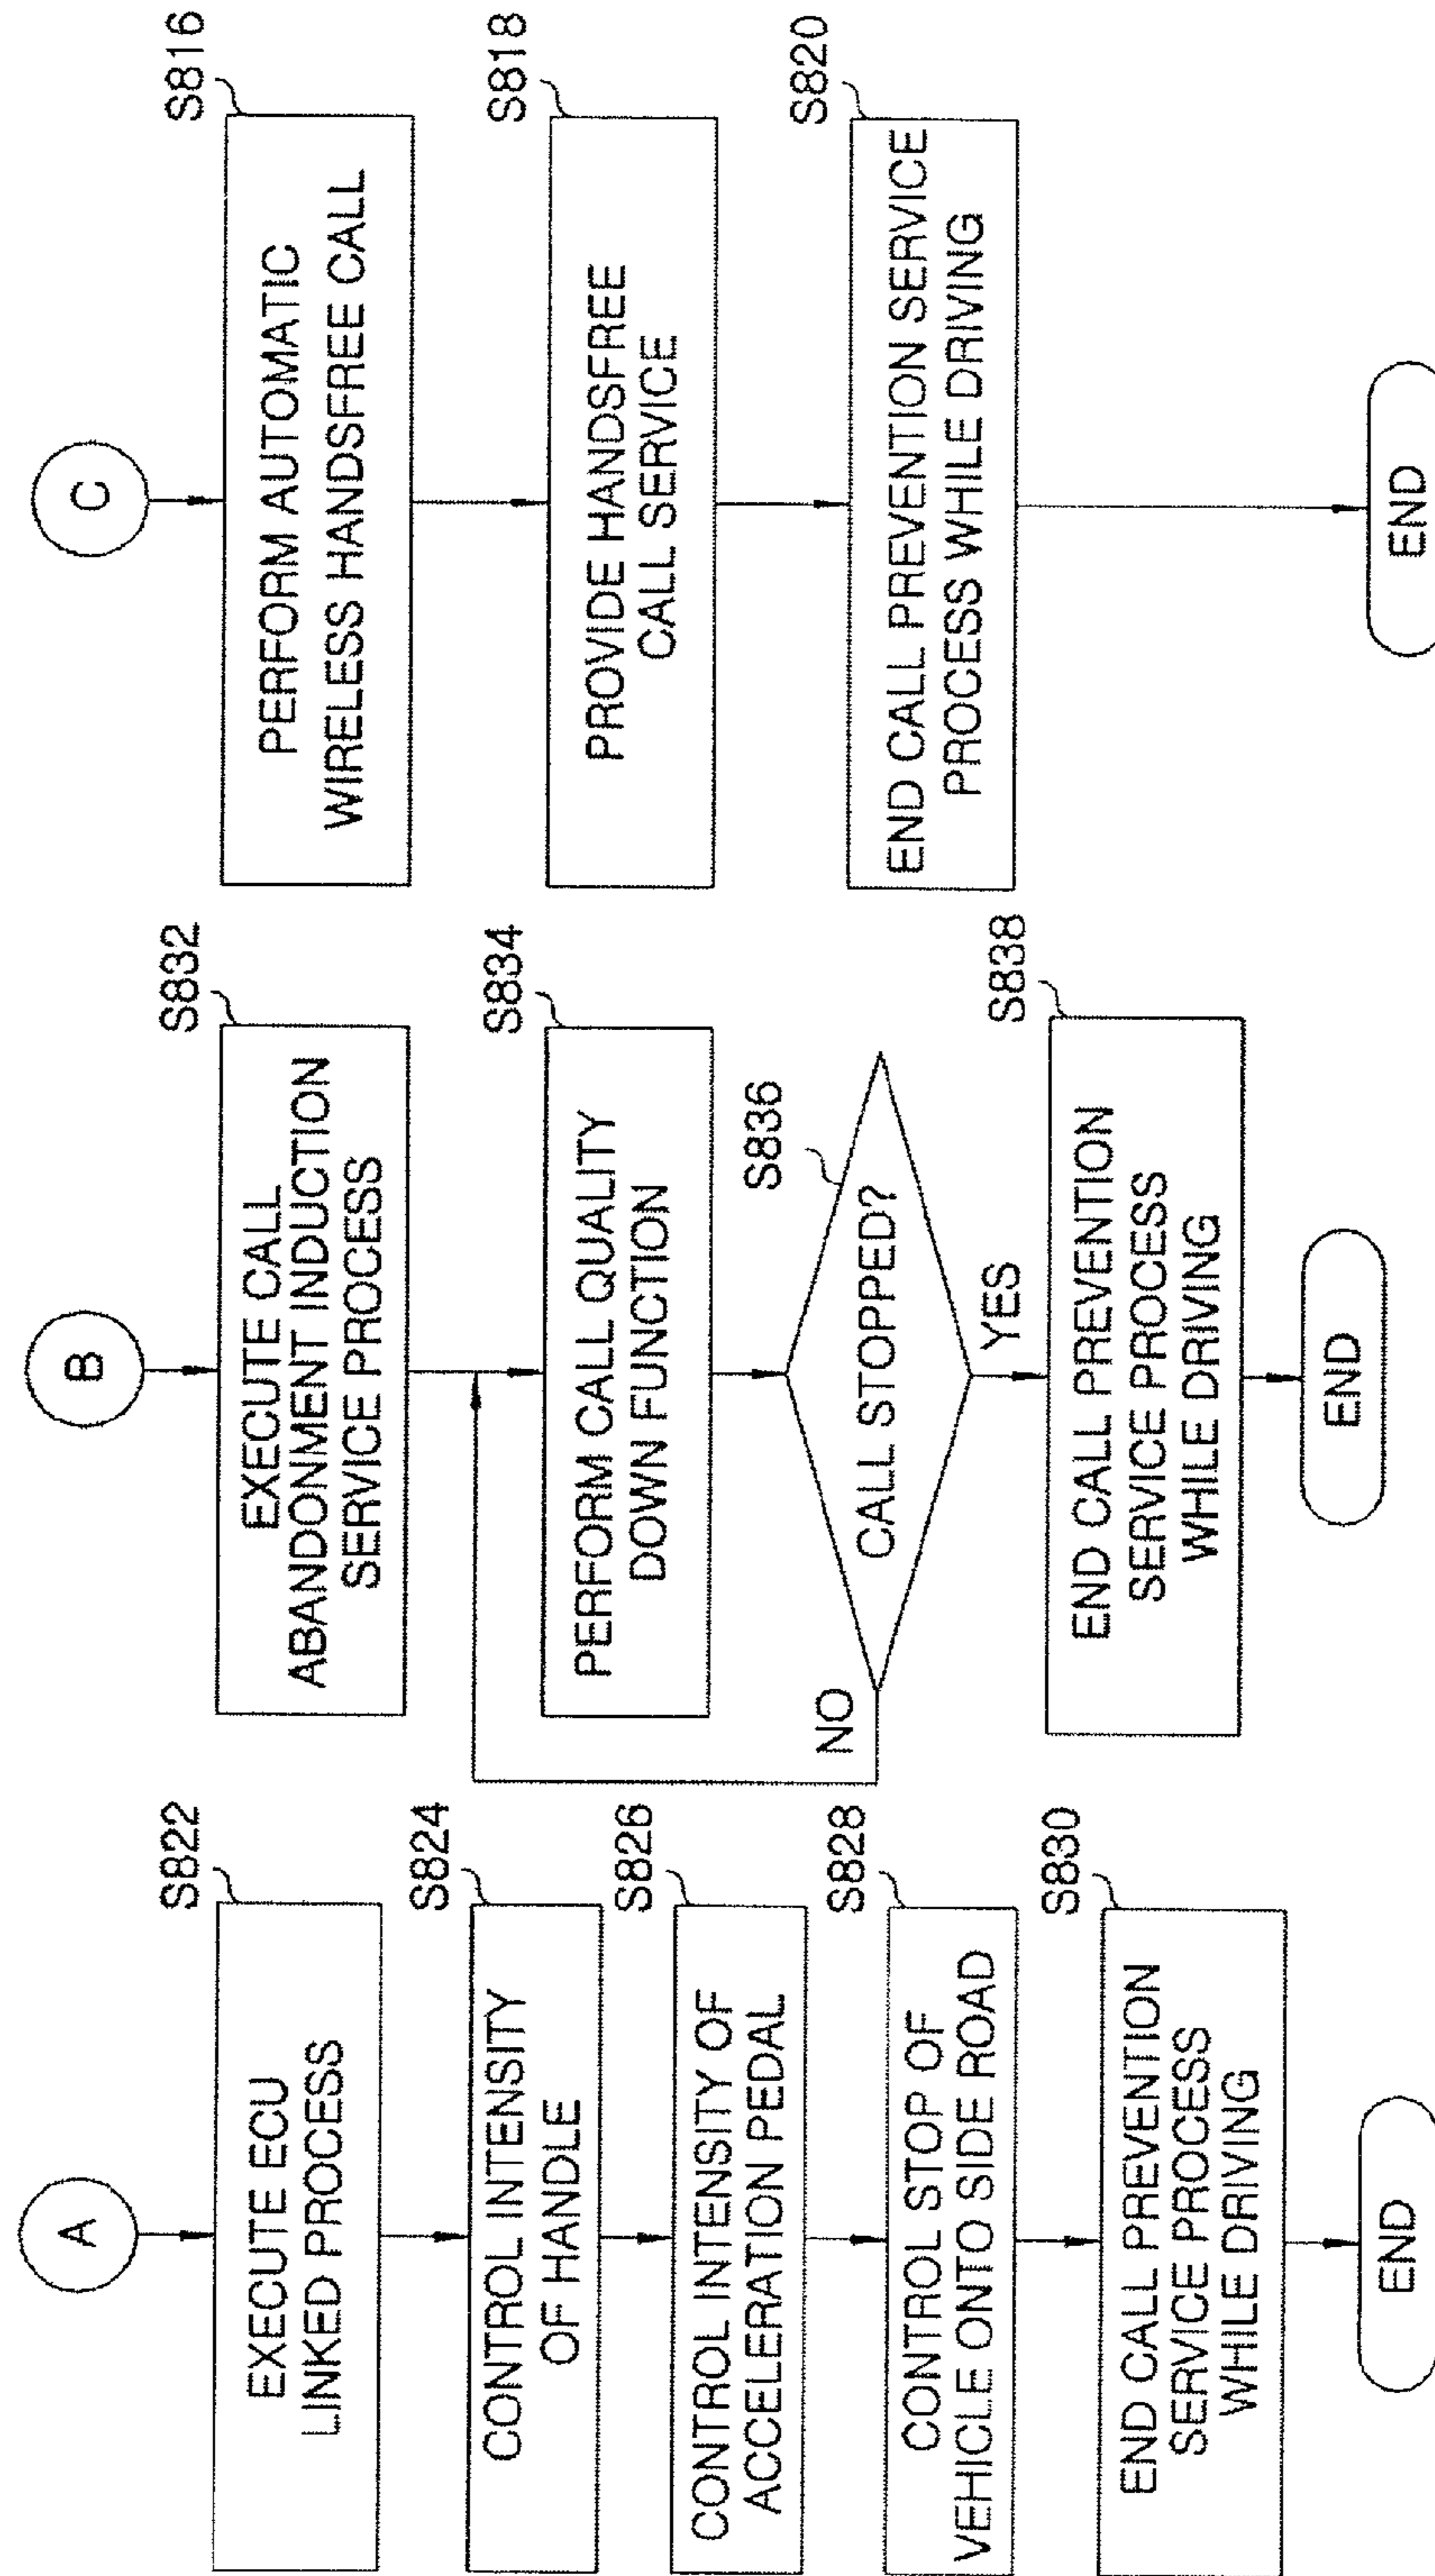 A
S822
EXECUTE ECU
LINKED PROCESS
S824
CONTROL INTENSITY
OF HANDLE
S826
CONTROL INTENSITY OF
ACCELERATION PEDAL
S828
CONTROL STOP OF
VEHICLE ONTO SIDE ROAD
S830
END CALL PREVENTION
SERVICE PROCESS
WHILE DRIVING
END
B
S832
EXECUTE CALL
ABANDONMENT INDUCTION
SERVICE PROCESS
S834
PERFORM CALL QUALITY
DOWN FUNCTION
S836
CALL STOPPED?
NO
YES
S838
END CALL PREVENTION
SERVICE PROCESS
WHILE DRIVING
END
C
S816
PERFORM AUTOMATIC
WIRELESS HANDSFREE CALL
S818
PROVIDE HANDSFREE
CALL SERVICE
S820
END CALL PREVENTION SERVICE
PROCESS WHILE DRIVING
END